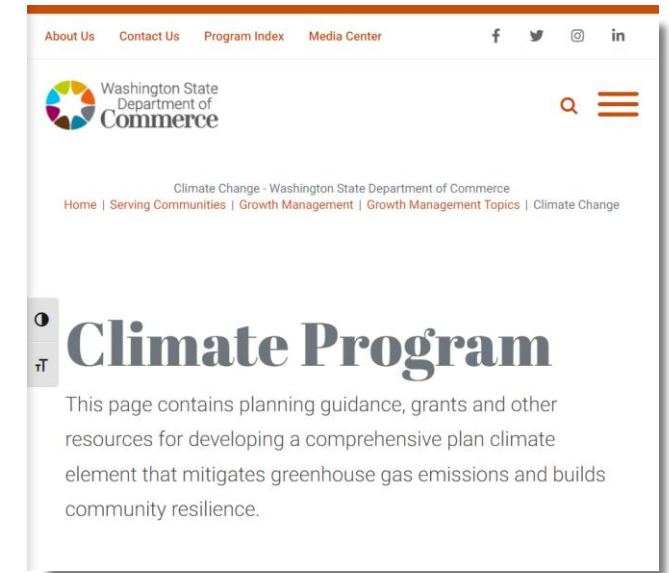 About Us Contact Us Program Index Media Center
Washington State
Department of
Commerce
Climate Change - Washington State Department of Commerce
Home | Serving Communities | Growth Management | Growth Management Topics | Climate Change
Climate Program
This page contains planning guidance, grants and other
resources for developing a comprehensive plan climate
element that mitigates greenhouse gas emissions and builds
community resilience.